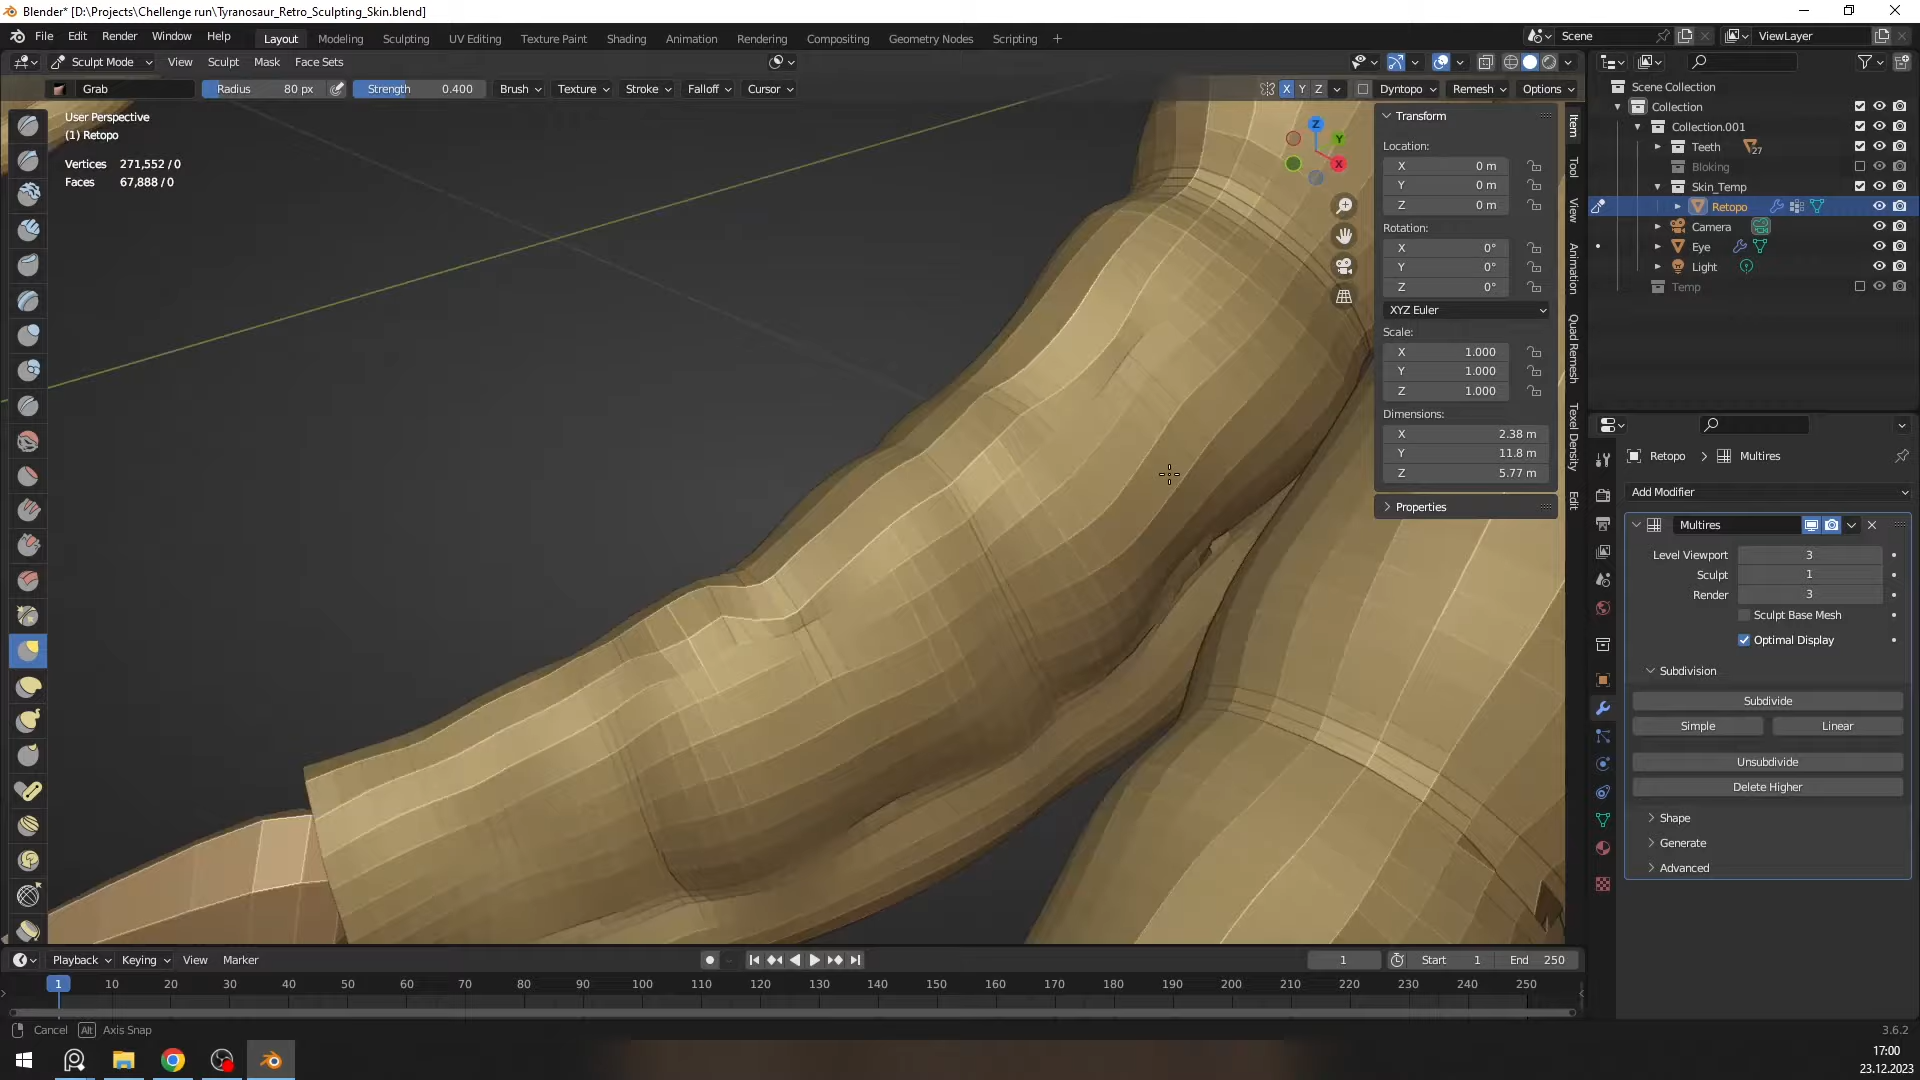 Blender* [D:\Projects\Chellenge run\Tyranosaur_Retro_Sculpting_Skin.blend]
File Edit Render Window Help Layout Modeling Sculpting UV Editing Texture Paint Shading Animation Rendering Compositing Geometry Nodes Scripting + Scene ViewLayer
Sculpt Mode View Sculpt Mask Face Sets
Grab Radius 80 px Strength 0.400 Brush Texture Stroke Falloff Cursor X Y Z Dyntopo Remesh Options
User Perspective
(1) Retopo
Vertices 271,552 / 0
Faces 67,888 / 0
Z
Y
X
Transform
Location:
X 0 m
Y 0 m
Z 0 m
Rotation:
X 0°
Y 0°
Z 0°
XYZ Euler
Scale:
X 1.000
Y 1.000
Z 1.000
Dimensions:
X 2.38 m
Y 11.8 m
Z 5.77 m
Properties
Item
Tool
View
Animation
Quad Remesh
Texel Density
Edit
Scene Collection
Collection
Collection.001
Teeth 27
Bloking
Skin_Temp
Retopo
Camera
Eye
Light
Temp
Retopo > Multires
Add Modifier
Multires
Level Viewport 3
Sculpt 1
Render 3
Sculpt Base Mesh
Optimal Display
Subdivision
Subdivide
Simple Linear
Unsubdivide
Delete Higher
Shape
Generate
Advanced
Playback Keying View Marker 1 Start 1 End 250
1 10 20 30 40 50 60 70 80 90 100 110 120 130 140 150 160 170 180 190 200 210 220 230 240 250
Cancel Alt Axis Snap 3.6.2
17:00
23.12.2023